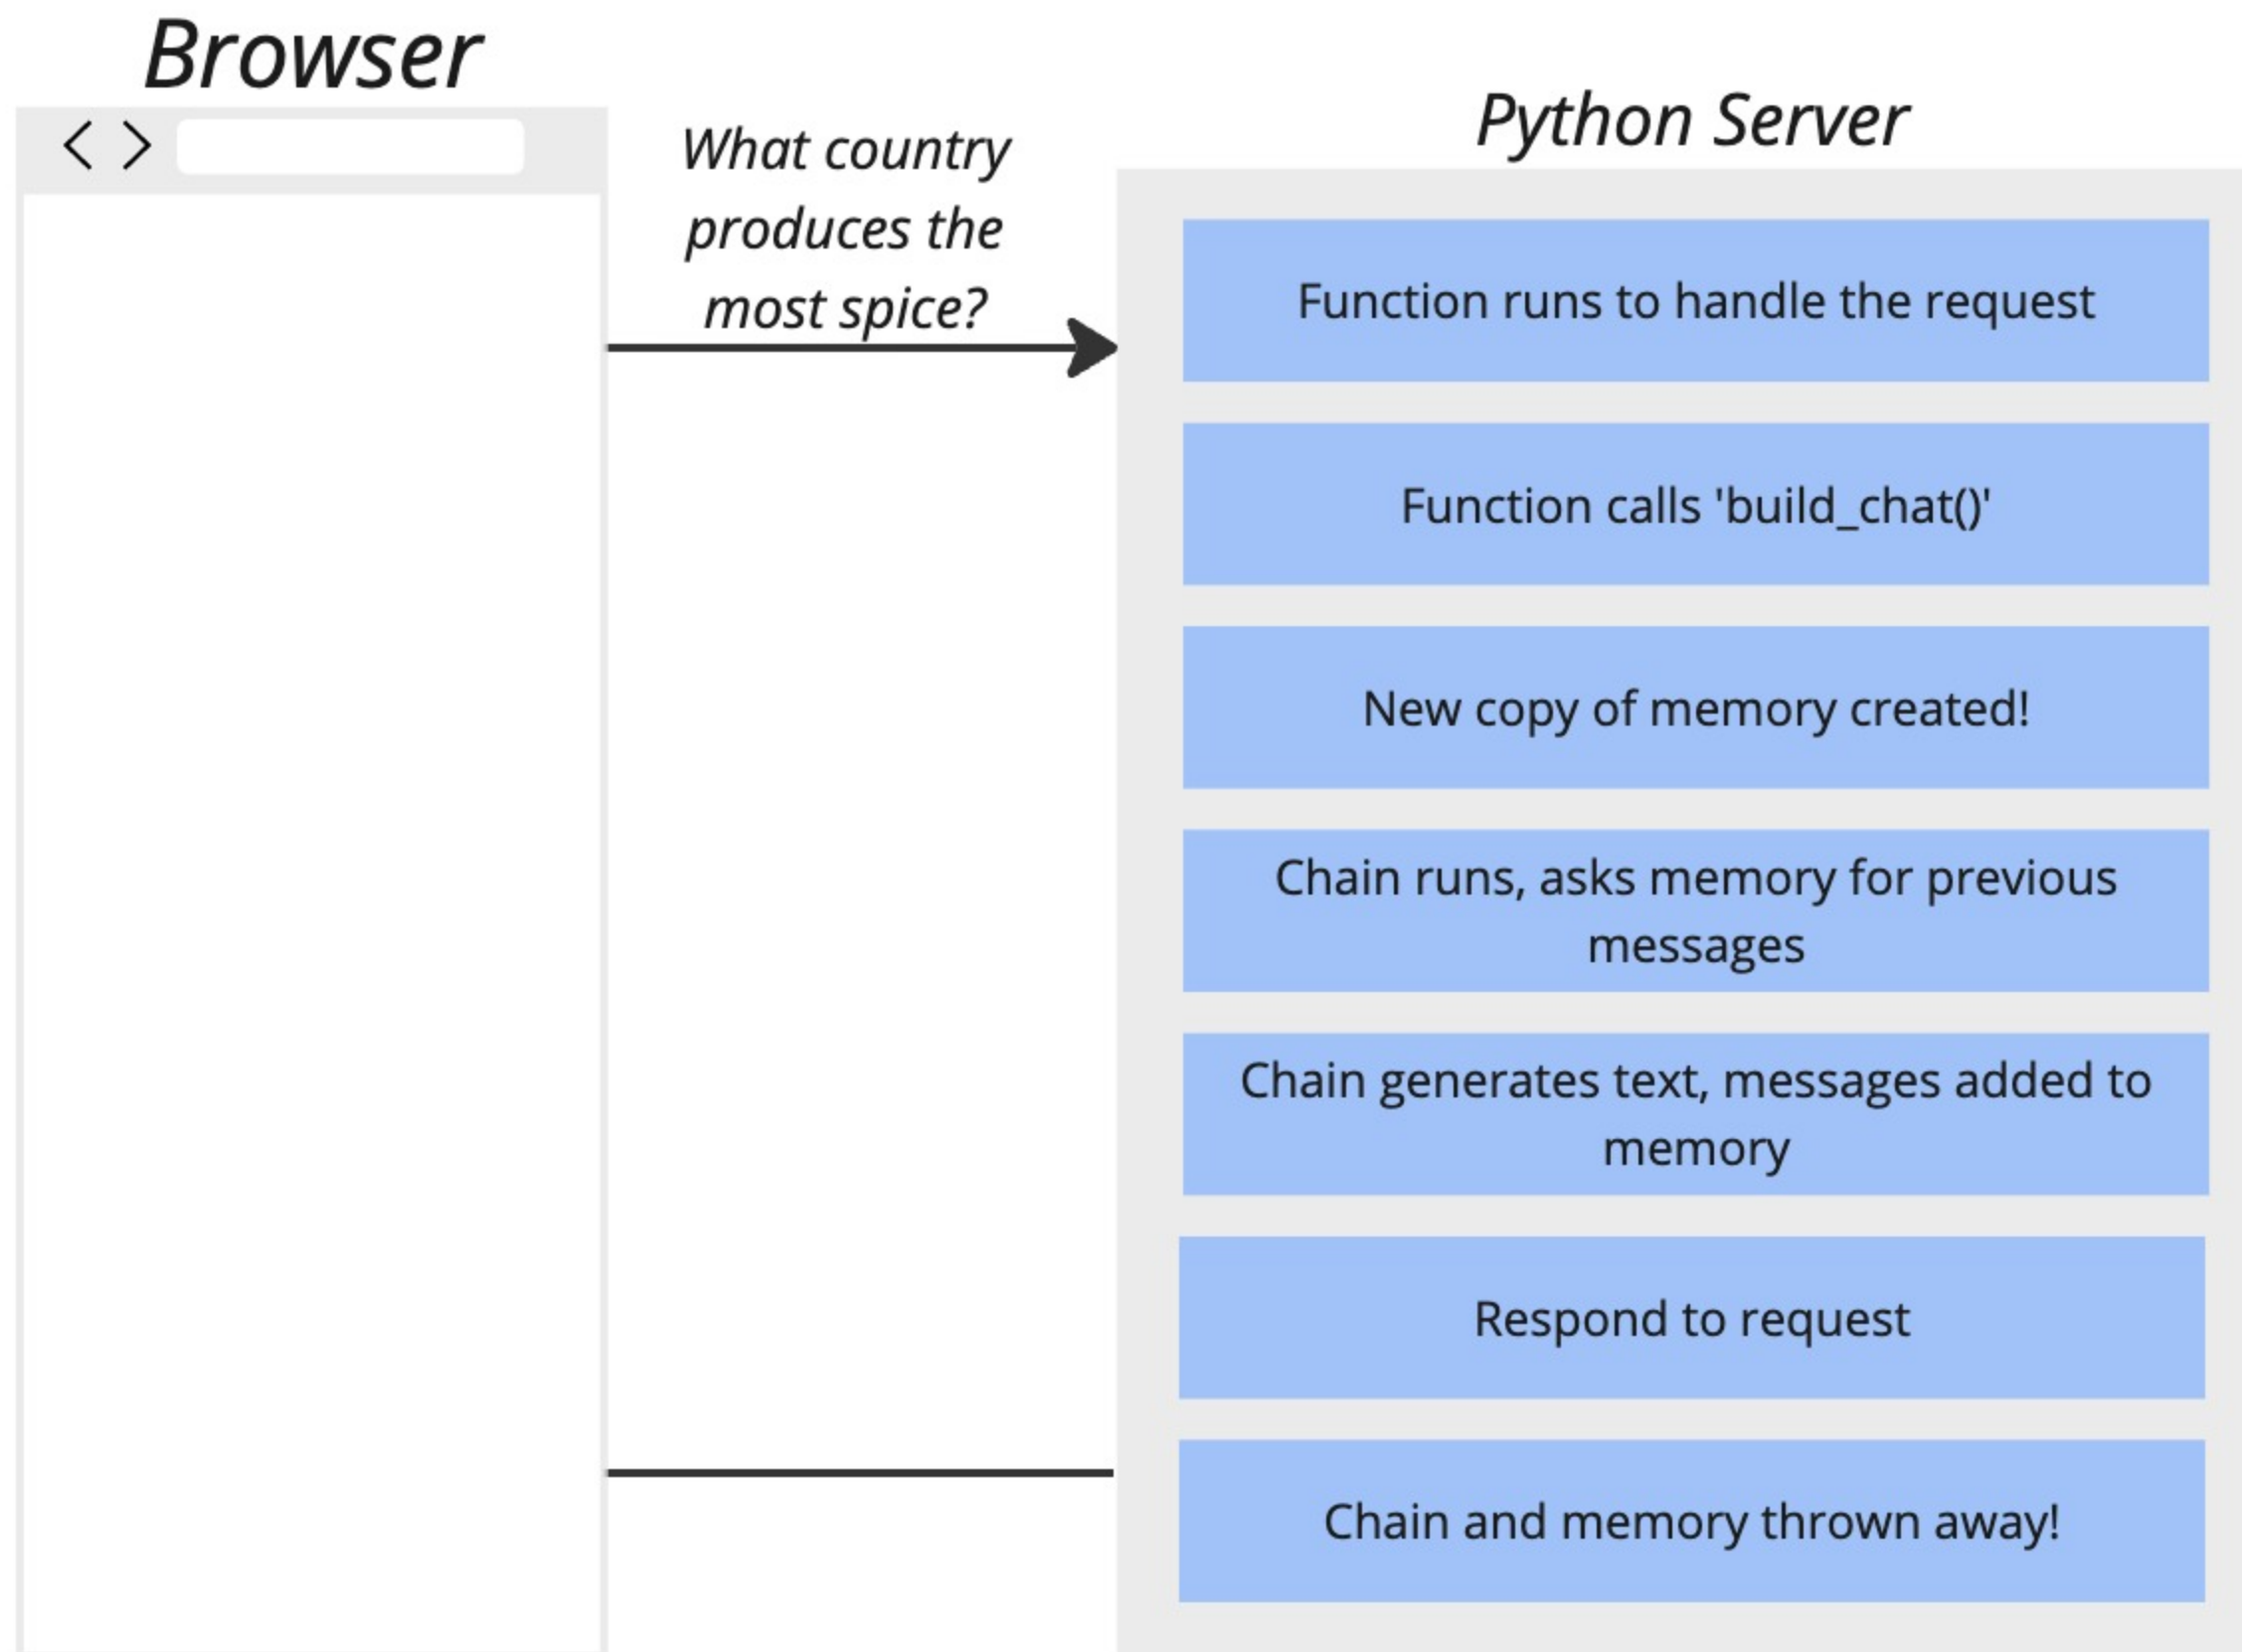 Browser
What country
produces the
most spice?
Python Server
Function runs to handle the request
Function calls 'build_chat()'
New copy of memory created!
Chain runs, asks memory for previous
messages
Chain generates text, messages added to
memory
Respond to request
Chain and memory thrown away!